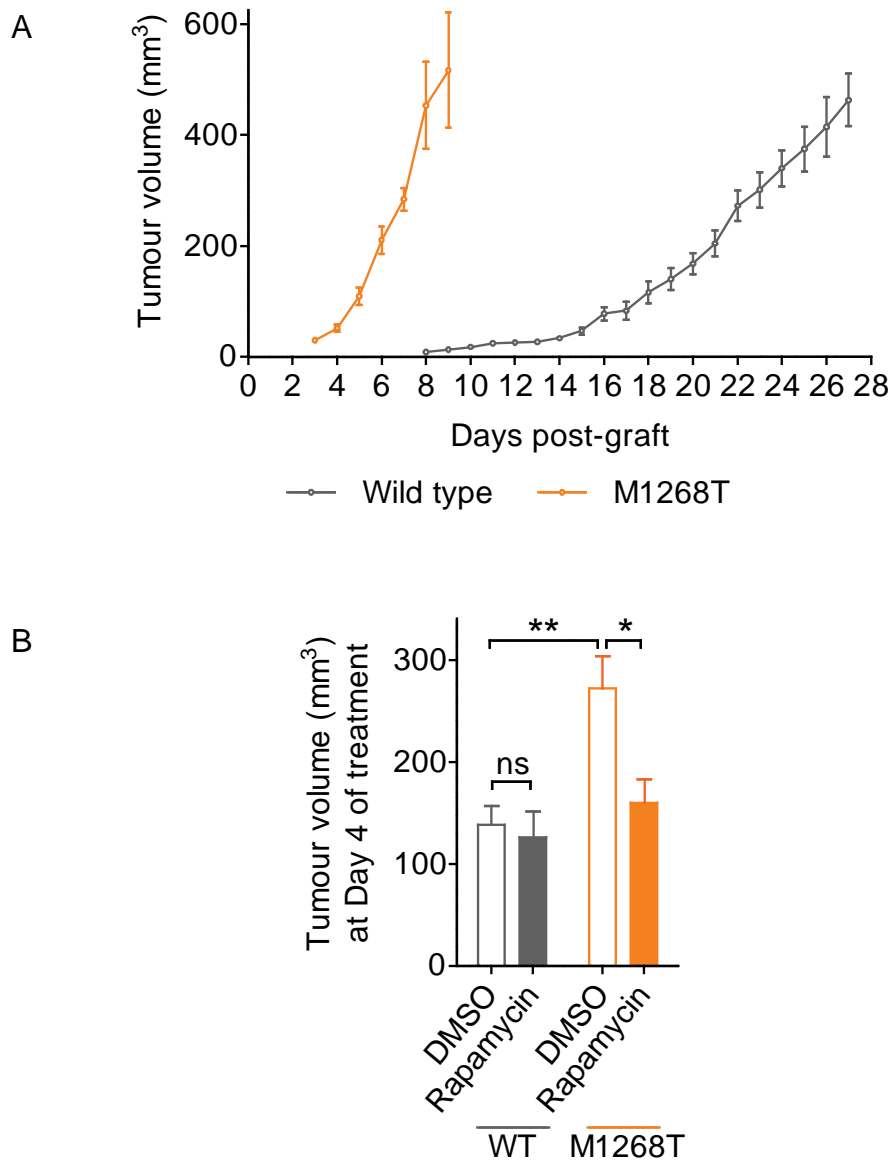 A
Tumour volume (mm³)
600
400
200
0
0 2 4 6 8 10 12 14 16 18 20 22 24 26 28
Days post-graft
Wild type M1268T
B
Tumour volume (mm³)
at Day 4 of treatment
300
200
100
0
** *
ns
DMSO
Rapamycin
DMSO
Rapamycin
WT M1268T